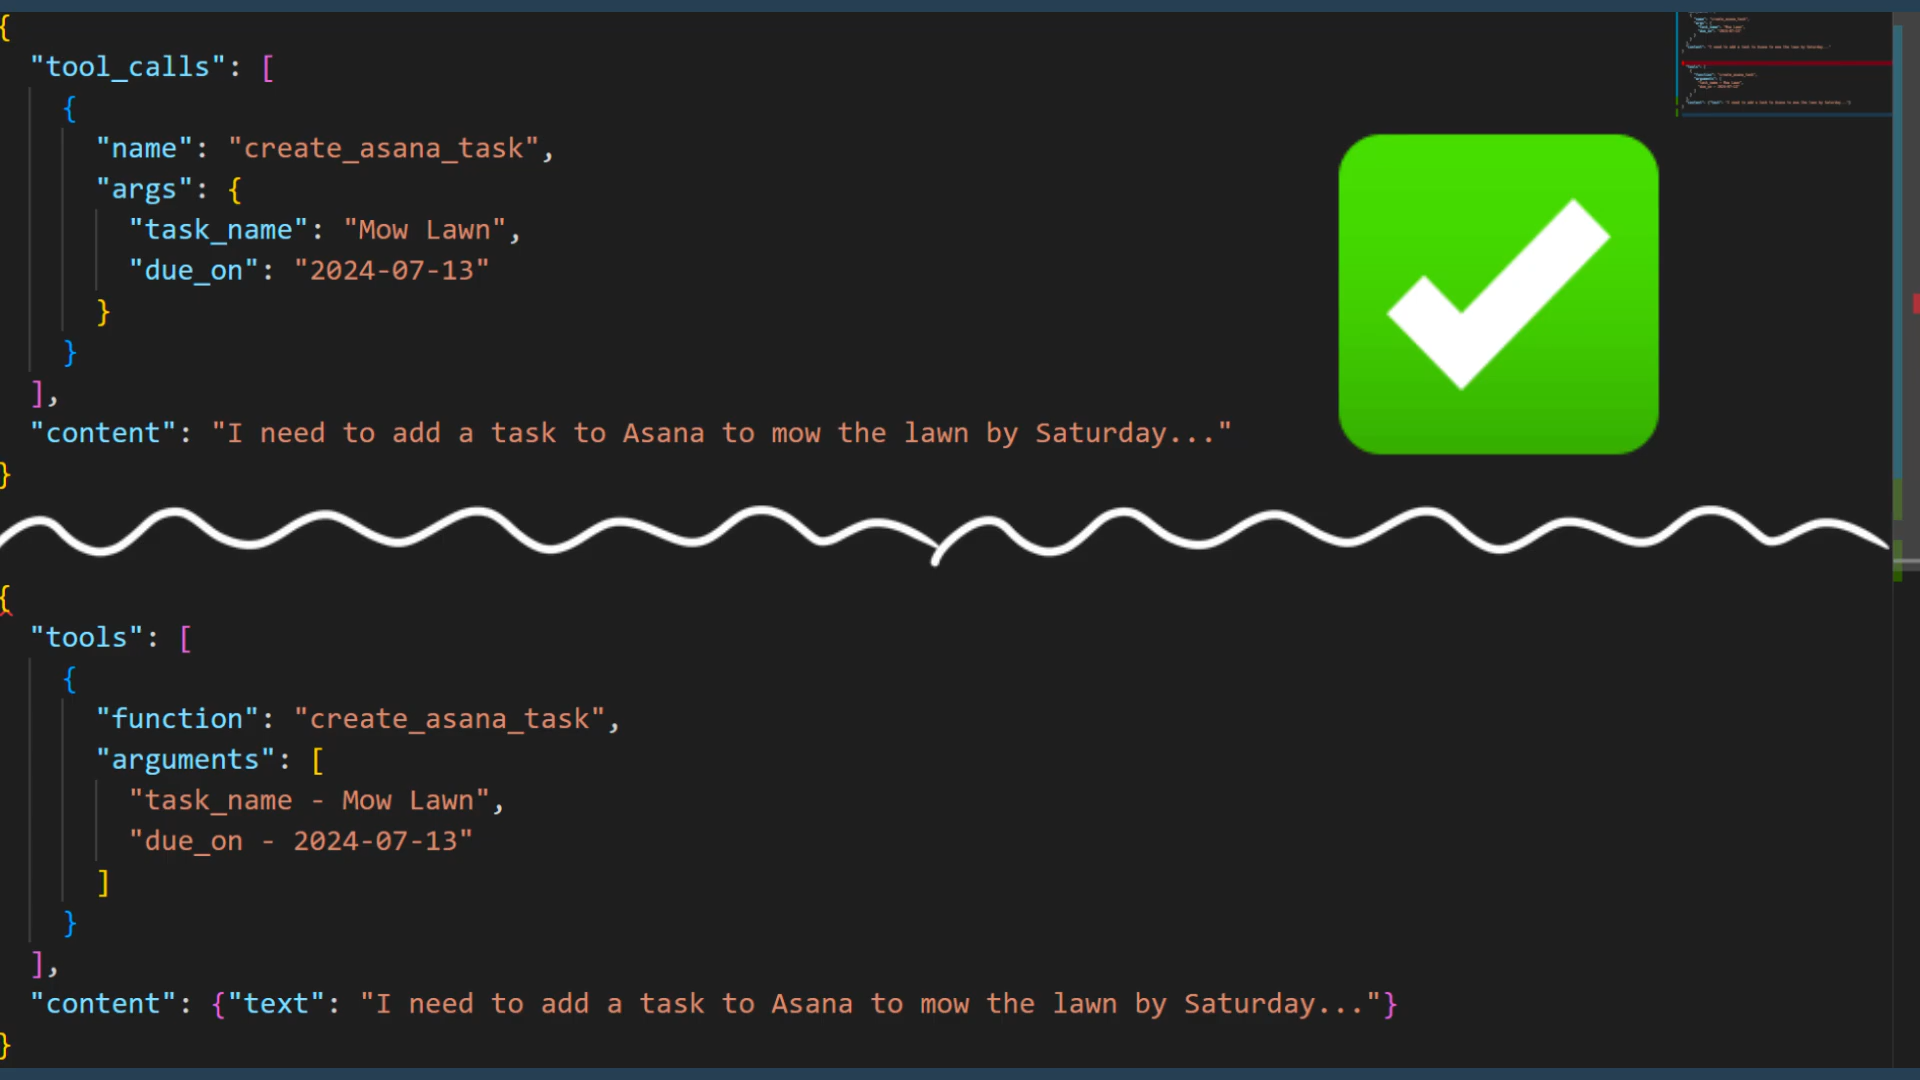 {
"tool_calls": [
{
"name": "create_asana_task",
"args": {
"task_name": "Mow Lawn",
"due_on": "2024-07-13"
}
}
],
"content": "I need to add a task to Asana to mow the lawn by Saturday..."
}
{
"tools": [
{
"function": "create_asana_task",
"arguments": [
"task_name - Mow Lawn",
"due_on - 2024-07-13"
]
}
],
"content": {"text": "I need to add a task to Asana to mow the lawn by Saturday..."}
}